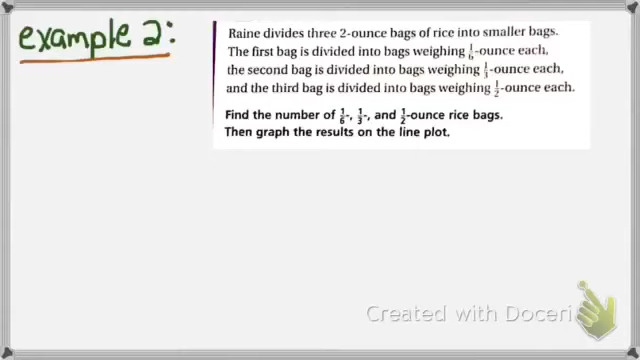 example 2:
Raine divides three 2-ounce bags of rice into smaller bags.
The first bag is divided into bags weighing 1/6-ounce each,
the second bag is divided into bags weighing 1/3-ounce each,
and the third bag is divided into bags weighing 1/2-ounce each.
Find the number of 1/6-, 1/3-, and 1/2-ounce rice bags.
Then graph the results on the line plot.
Created with Doceri